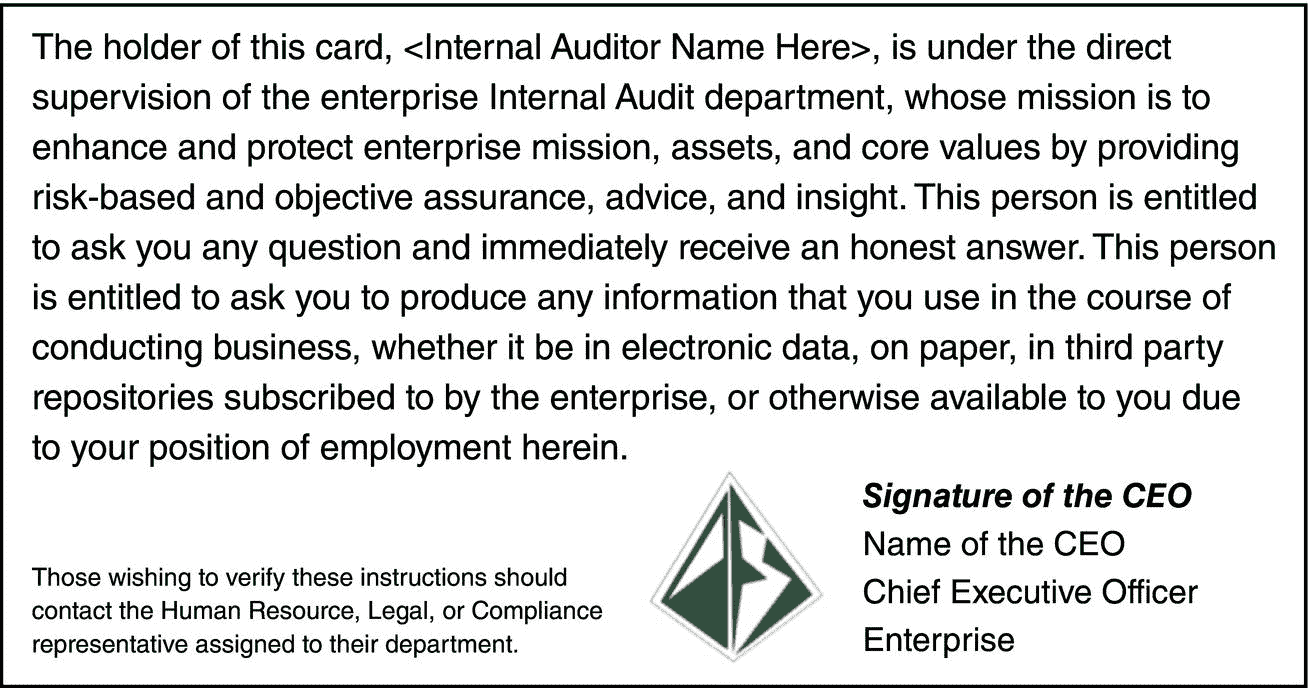 The holder of this card, <Internal Auditor Name Here>, is under the direct
supervision of the enterprise Internal Audit department, whose mission is to
enhance and protect enterprise mission, assets, and core values by providing
risk-based and objective assurance, advice, and insight. This person is entitled
to ask you any question and immediately receive an honest answer. This person
is entitled to ask you to produce any information that you use in the course of
conducting business, whether it be in electronic data, on paper, in third party
repositories subscribed to by the enterprise, or otherwise available to you due
to your position of employment herein.
Those wishing to verify these instructions should
contact the Human Resource, Legal, or Compliance
representative assigned to their department.
Signature of the CEO
Name of the CEO
Chief Executive Officer
Enterprise